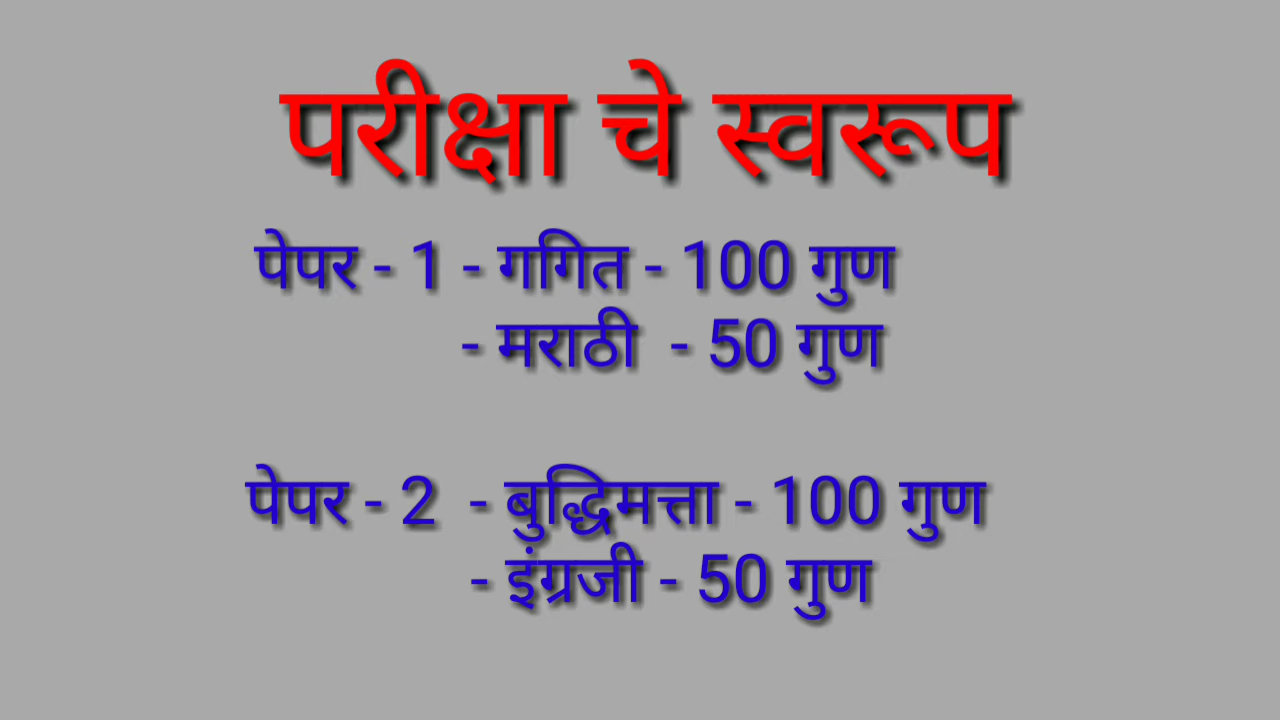 परीक्षा चे स्वरूप
पेपर - 1 - गगित - 100 गुण
- मराठी - 50 गुण
पेपर - 2 - बुद्धिमत्ता - 100 गुण
- इंग्रजी - 50 गुण